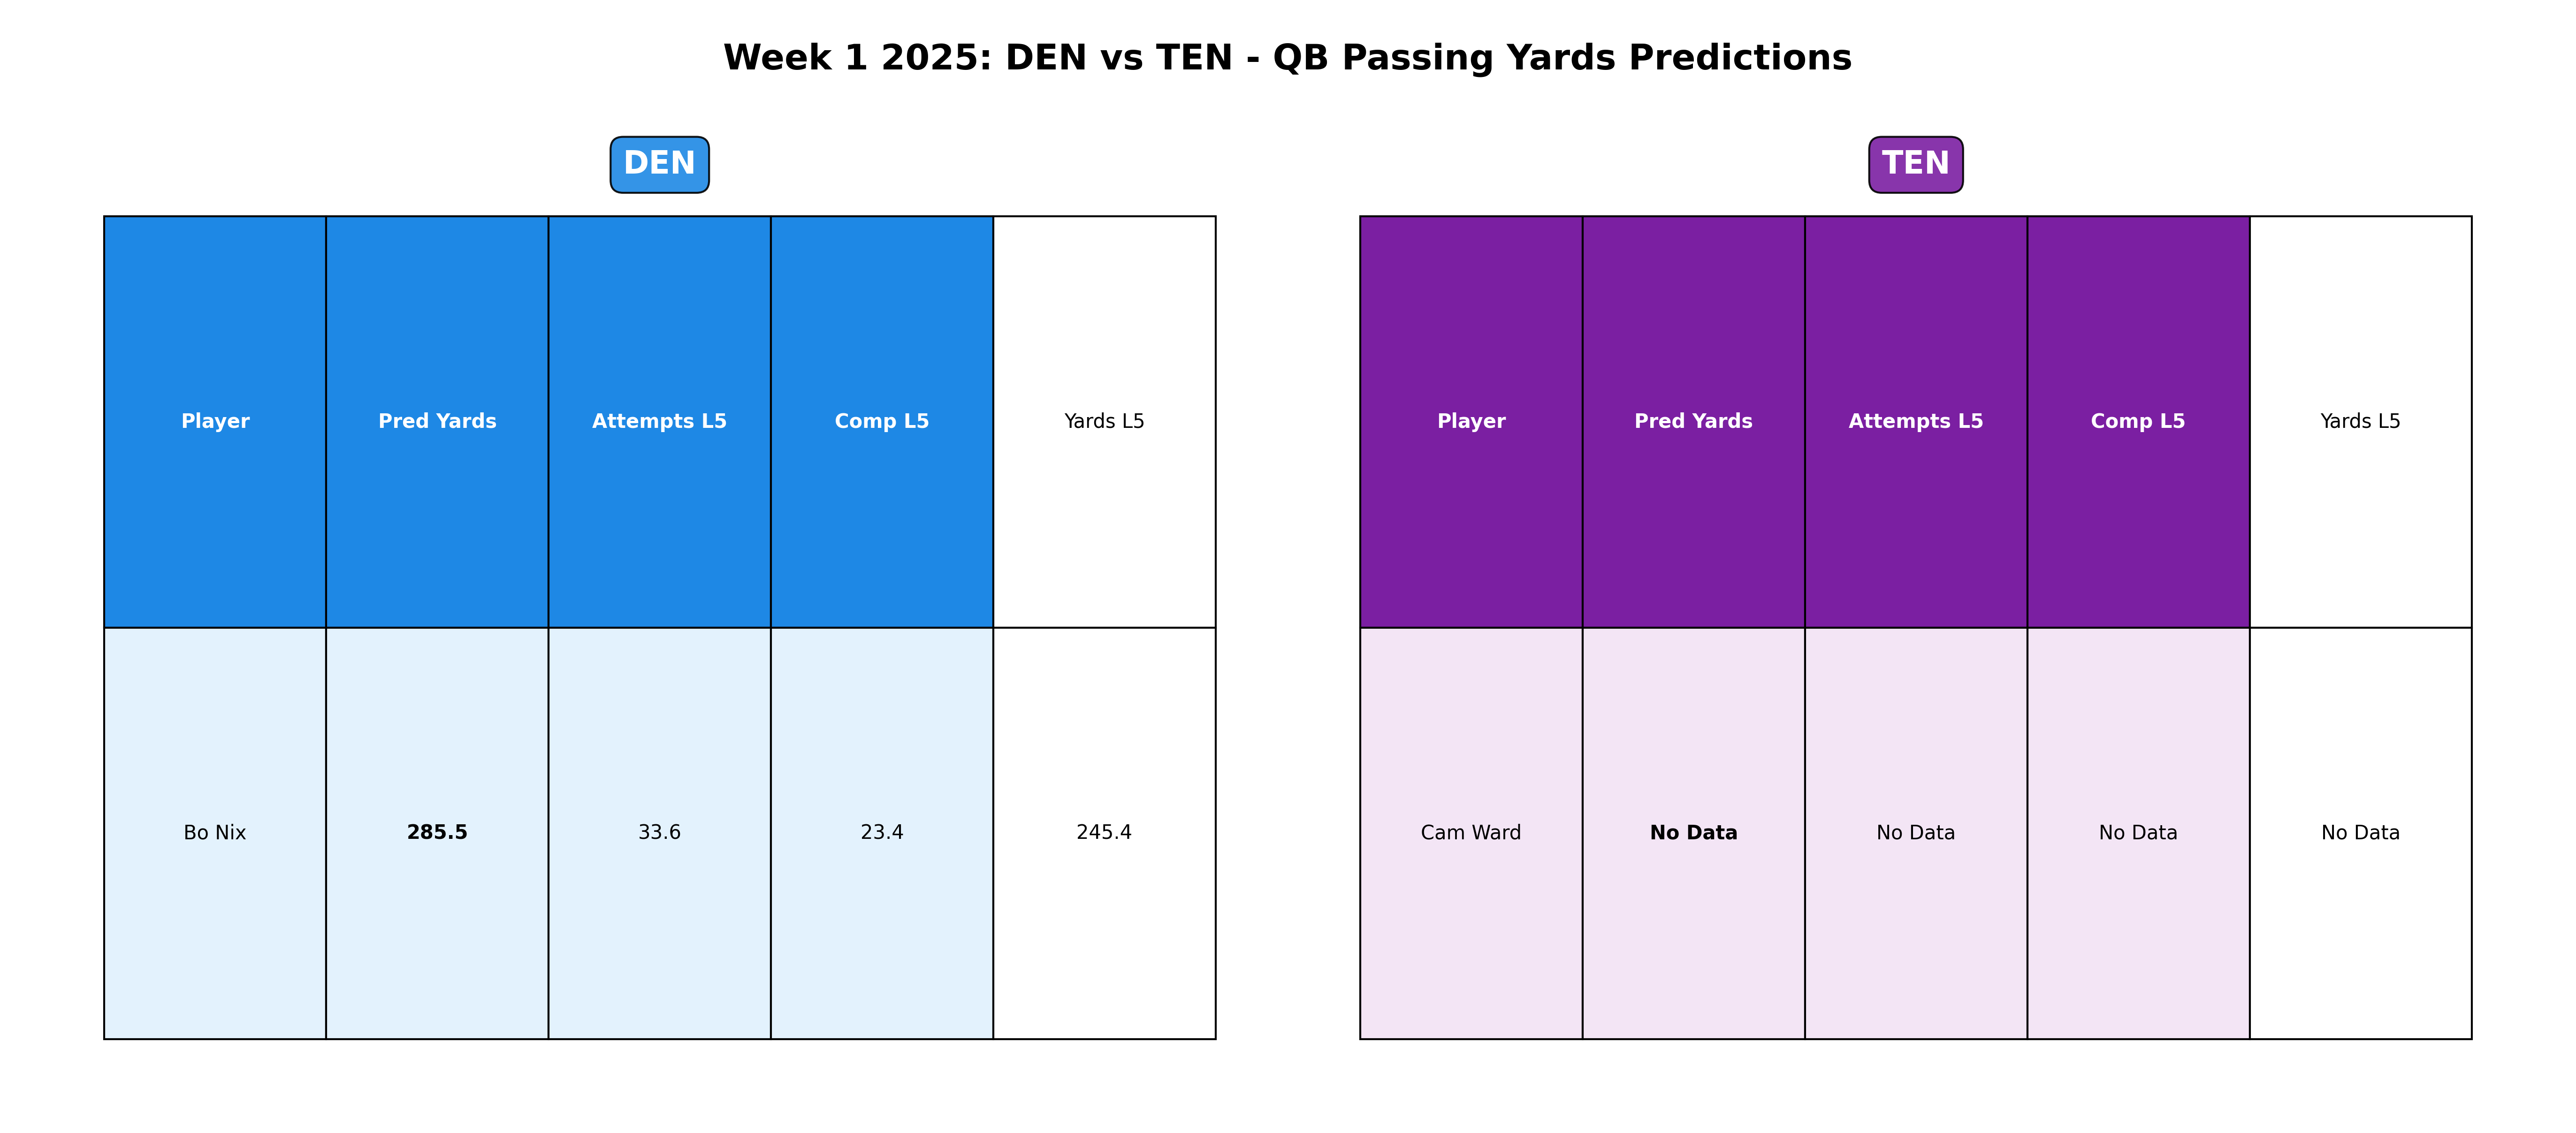 Week 1 2025: DEN vs TEN - QB Passing Yards Predictions
DEN
Player Pred Yards Attempts L5 Comp L5 Yards L5
Bo Nix 285.5 33.6 23.4 245.4
TEN
Player Pred Yards Attempts L5 Comp L5 Yards L5
Cam Ward No Data No Data No Data No Data